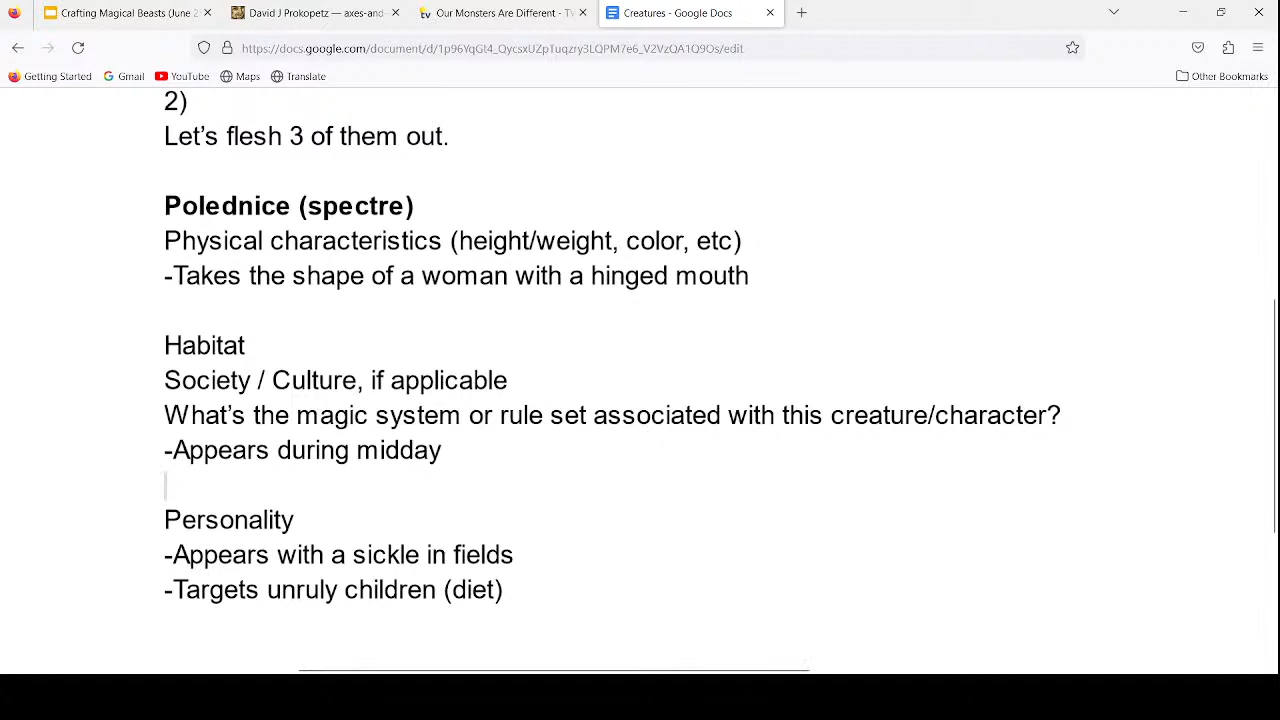 Crafting Magical Beasts (June 2
David J Prokopetz — axes-and-
Our Monsters Are Different - TV
Creatures - Google Docs
https://docs.google.com/document/d/1p96YqO4_QycsxUZpTuqzry3LQPM7e6_V2VzQA1Q9Os/edit
Getting Started
Gmail
YouTube
Maps
Translate
Other Bookmarks
2)
Let’s flesh 3 of them out.
Polednice (spectre)
Physical characteristics (height/weight, color, etc)
-Takes the shape of a woman with a hinged mouth
Habitat
Society / Culture, if applicable
What’s the magic system or rule set associated with this creature/character?
-Appears during midday
Personality
-Appears with a sickle in fields
-Targets unruly children (diet)